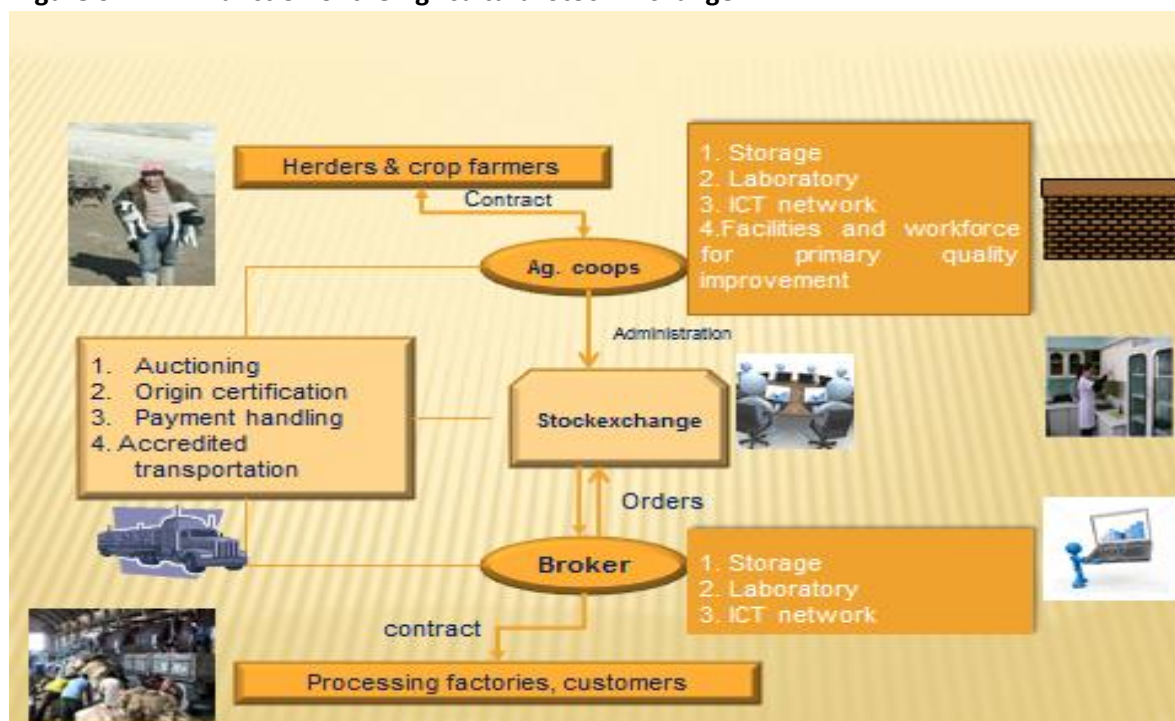 Herders & crop farmers
Contract
1. Storage
2. Laboratory
3. ICT network
4.Facilities and workforce
for primary quality
improvement
Ag. coops
Administration
1. Auctioning
2. Origin certification
3. Payment handling
4. Accredited
transportation
Stockexchange
Orders
Broker
1. Storage
2. Laboratory
3. ICT network
contract
Processing factories, customers